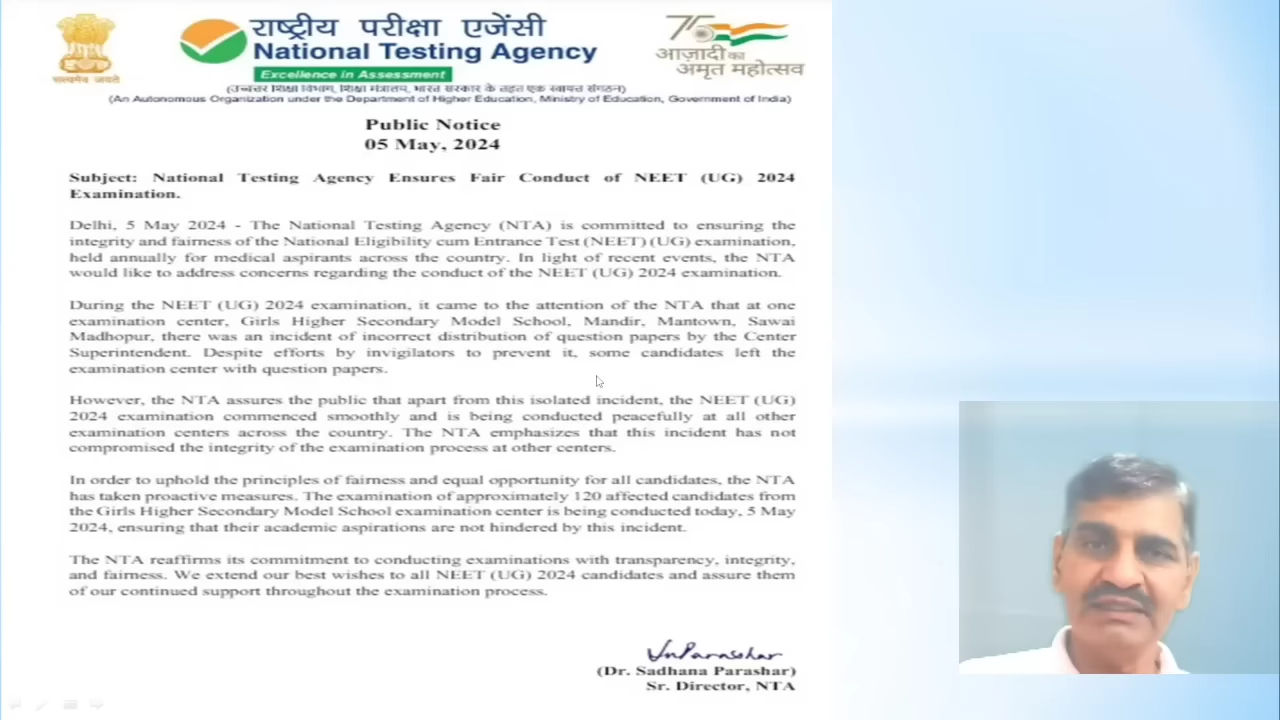 सत्यमेव जयते
राष्ट्रीय परीक्षा एजेंसी
National Testing Agency
Excellence in Assessment
75
आज़ादी का
अमृत महोत्सव
(उच्चतर शिक्षा विभाग, शिक्षा मंत्रालय, भारत सरकार के तहत एक स्वायत्त संगठन)
(An Autonomous Organization under the Department of Higher Education, Ministry of Education, Government of India)
Public Notice
05 May, 2024
Subject: National Testing Agency Ensures Fair Conduct of NEET (UG) 2024
Examination.
Delhi, 5 May 2024 - The National Testing Agency (NTA) is committed to ensuring the
integrity and fairness of the National Eligibility cum Entrance Test (NEET) (UG) examination,
held annually for medical aspirants across the country. In light of recent events, the NTA
would like to address concerns regarding the conduct of the NEET (UG) 2024 examination.
During the NEET (UG) 2024 examination, it came to the attention of the NTA that at one
examination center, Girls Higher Secondary Model School, Mandir, Mantown, Sawai
Madhopur, there was an incident of incorrect distribution of question papers by the Center
Superintendent. Despite efforts by invigilators to prevent it, some candidates left the
examination center with question papers.
However, the NTA assures the public that apart from this isolated incident, the NEET (UG)
2024 examination commenced smoothly and is being conducted peacefully at all other
examination centers across the country. The NTA emphasizes that this incident has not
compromised the integrity of the examination process at other centers.
In order to uphold the principles of fairness and equal opportunity for all candidates, the NTA
has taken proactive measures. The examination of approximately 120 affected candidates from
the Girls Higher Secondary Model School examination center is being conducted today, 5 May
2024, ensuring that their academic aspirations are not hindered by this incident.
The NTA reaffirms its commitment to conducting examinations with transparency, integrity,
and fairness. We extend our best wishes to all NEET (UG) 2024 candidates and assure them
of our continued support throughout the examination process.
(Dr. Sadhana Parashar)
Sr. Director, NTA